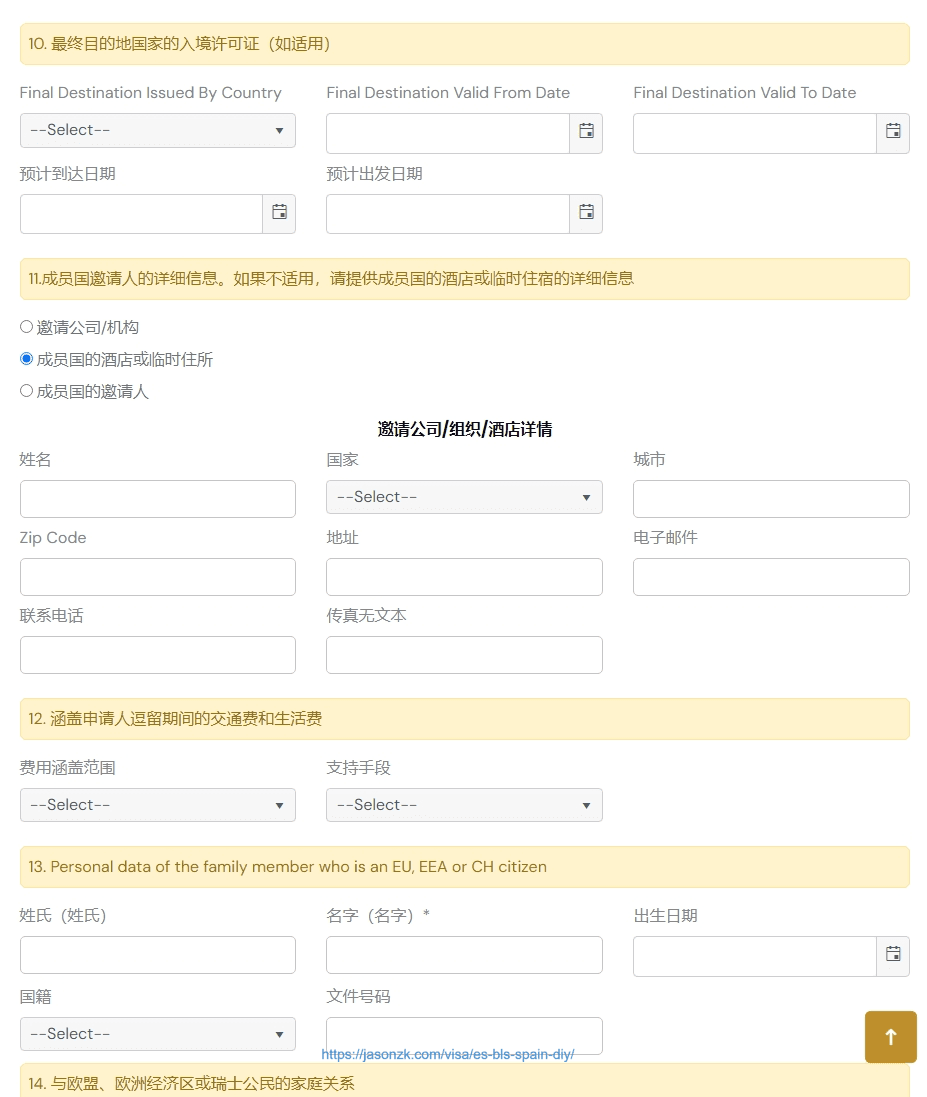 10. 最终目的地国家的入境许可证（如适用）
Final Destination Issued By Country
Final Destination Valid From Date
Final Destination Valid To Date
--Select--
预计到达日期
预计出发日期
11.成员国邀请人的详细信息。如果不适用，请提供成员国的酒店或临时住宿的详细信息
邀请公司/机构
成员国的酒店或临时住所
成员国的邀请人
邀请公司/组织/酒店详情
姓名
国家
城市
--Select--
Zip Code
地址
电子邮件
联系电话
传真无文本
12. 涵盖申请人逗留期间的交通费和生活费
费用涵盖范围
支持手段
--Select--
--Select--
13. Personal data of the family member who is an EU, EEA or CH citizen
姓氏（姓氏）
名字（名字）*
出生日期
国籍
文件号码
--Select--
https://jasonzk.com/visa/es-bls-spain-diy/
14. 与欧盟、欧洲经济区或瑞士公民的家庭关系